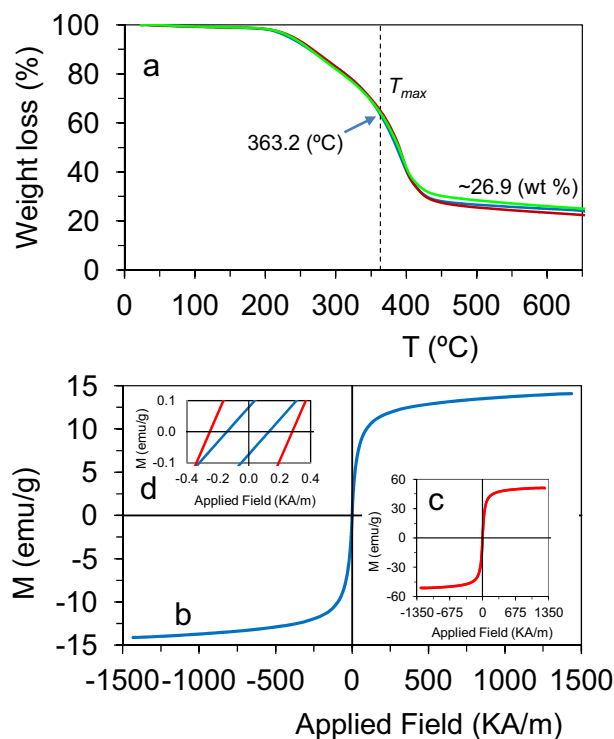 100
80
60
40
20
0
Weight loss (%)
a
T_max
363.2 (ºC)
~26.9 (wt %)
0 100 200 300 400 500 600
T (ºC)
15
10
5
0
-5
-10
-15
M (emu/g)
0.1
0.0
-0.1
M (emu/g)
-0.4 -0.2 0.0 0.2 0.4
Applied Field (KA/m)
d
b
60
30
0
-30
-60
M (emu/g)
c
-1350 -675 0 675 1350
Applied Field (KA/m)
-1500 -1000 -500 0 500 1000 1500
Applied Field (KA/m)